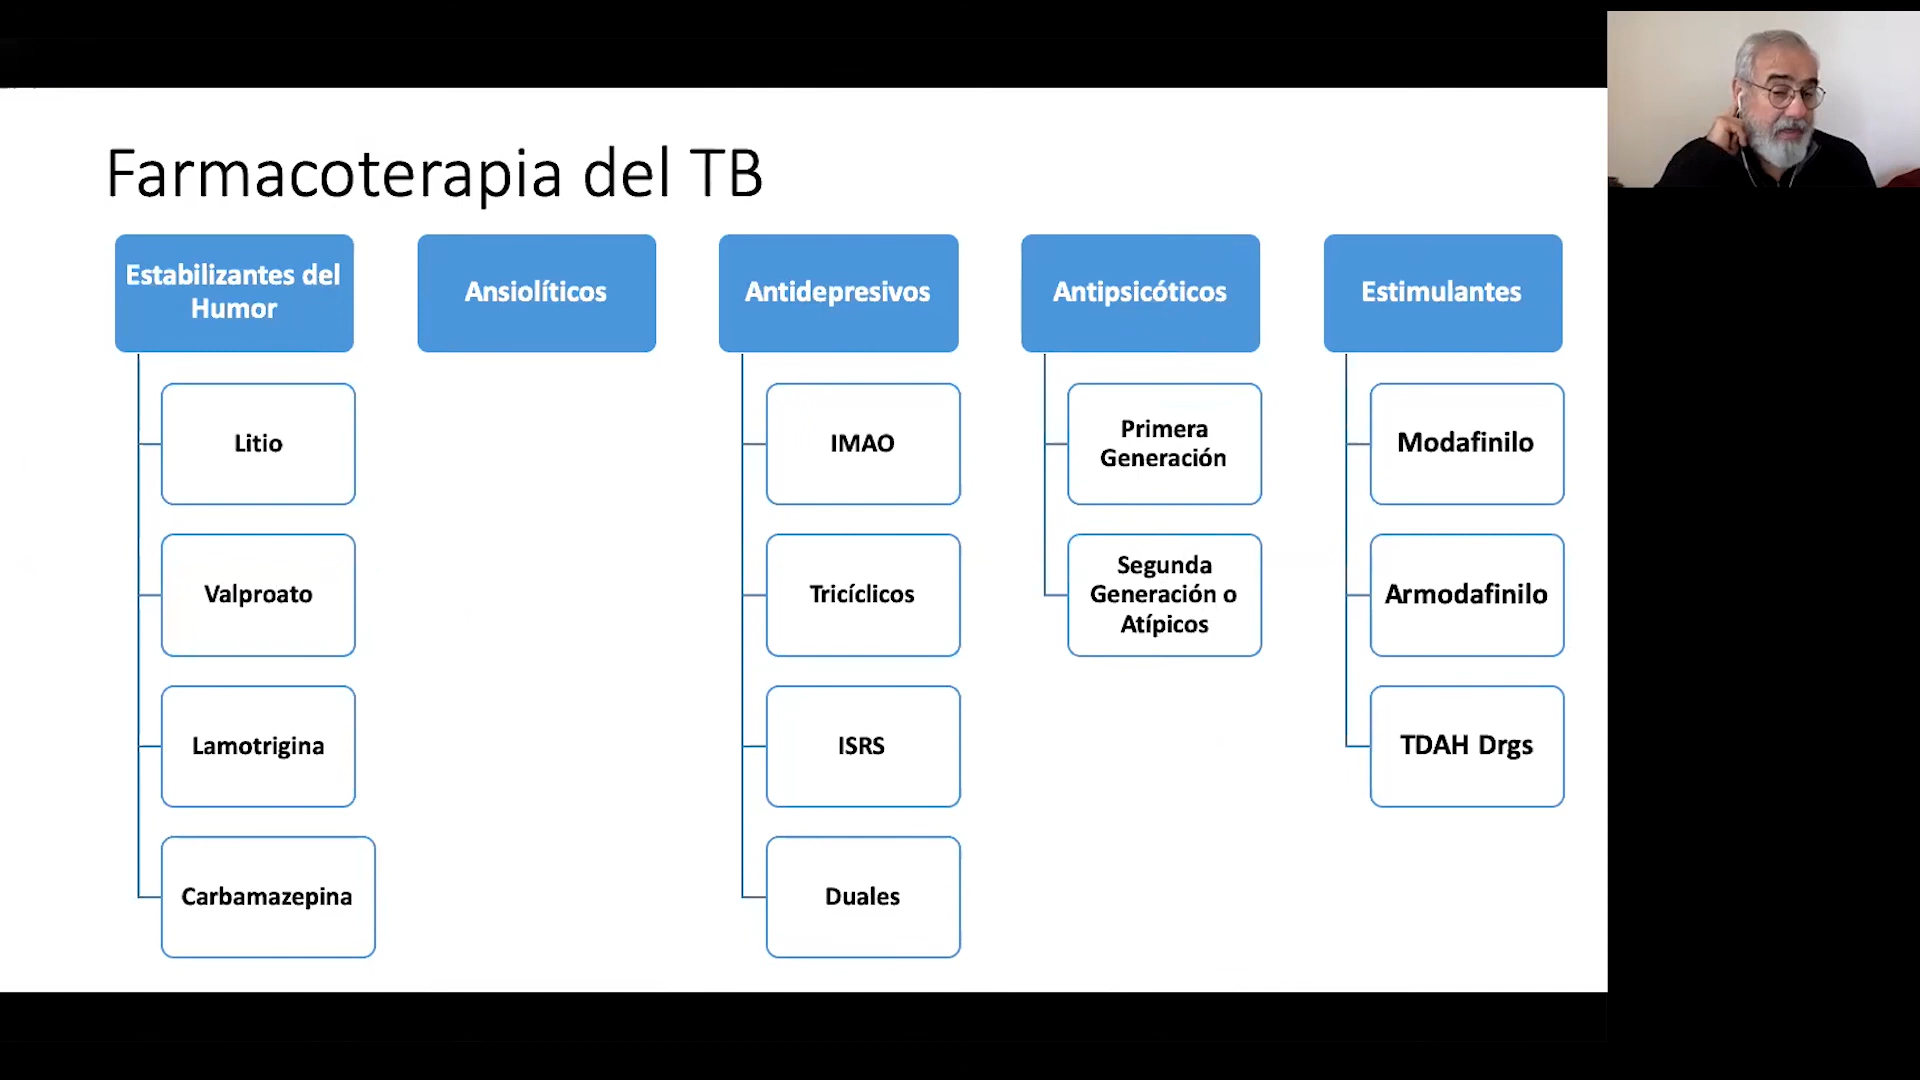 Farmacoterapia del TB
Estabilizantes del
Humor
Litio
Valproato
Lamotrigina
Carbamazepina
Ansiolíticos
Antidepresivos
IMAO
Tricíclicos
ISRS
Duales
Antipsicóticos
Primera
Generación
Segunda
Generación o
Atípicos
Estimulantes
Modafinilo
Armodafinilo
TDAH Drgs